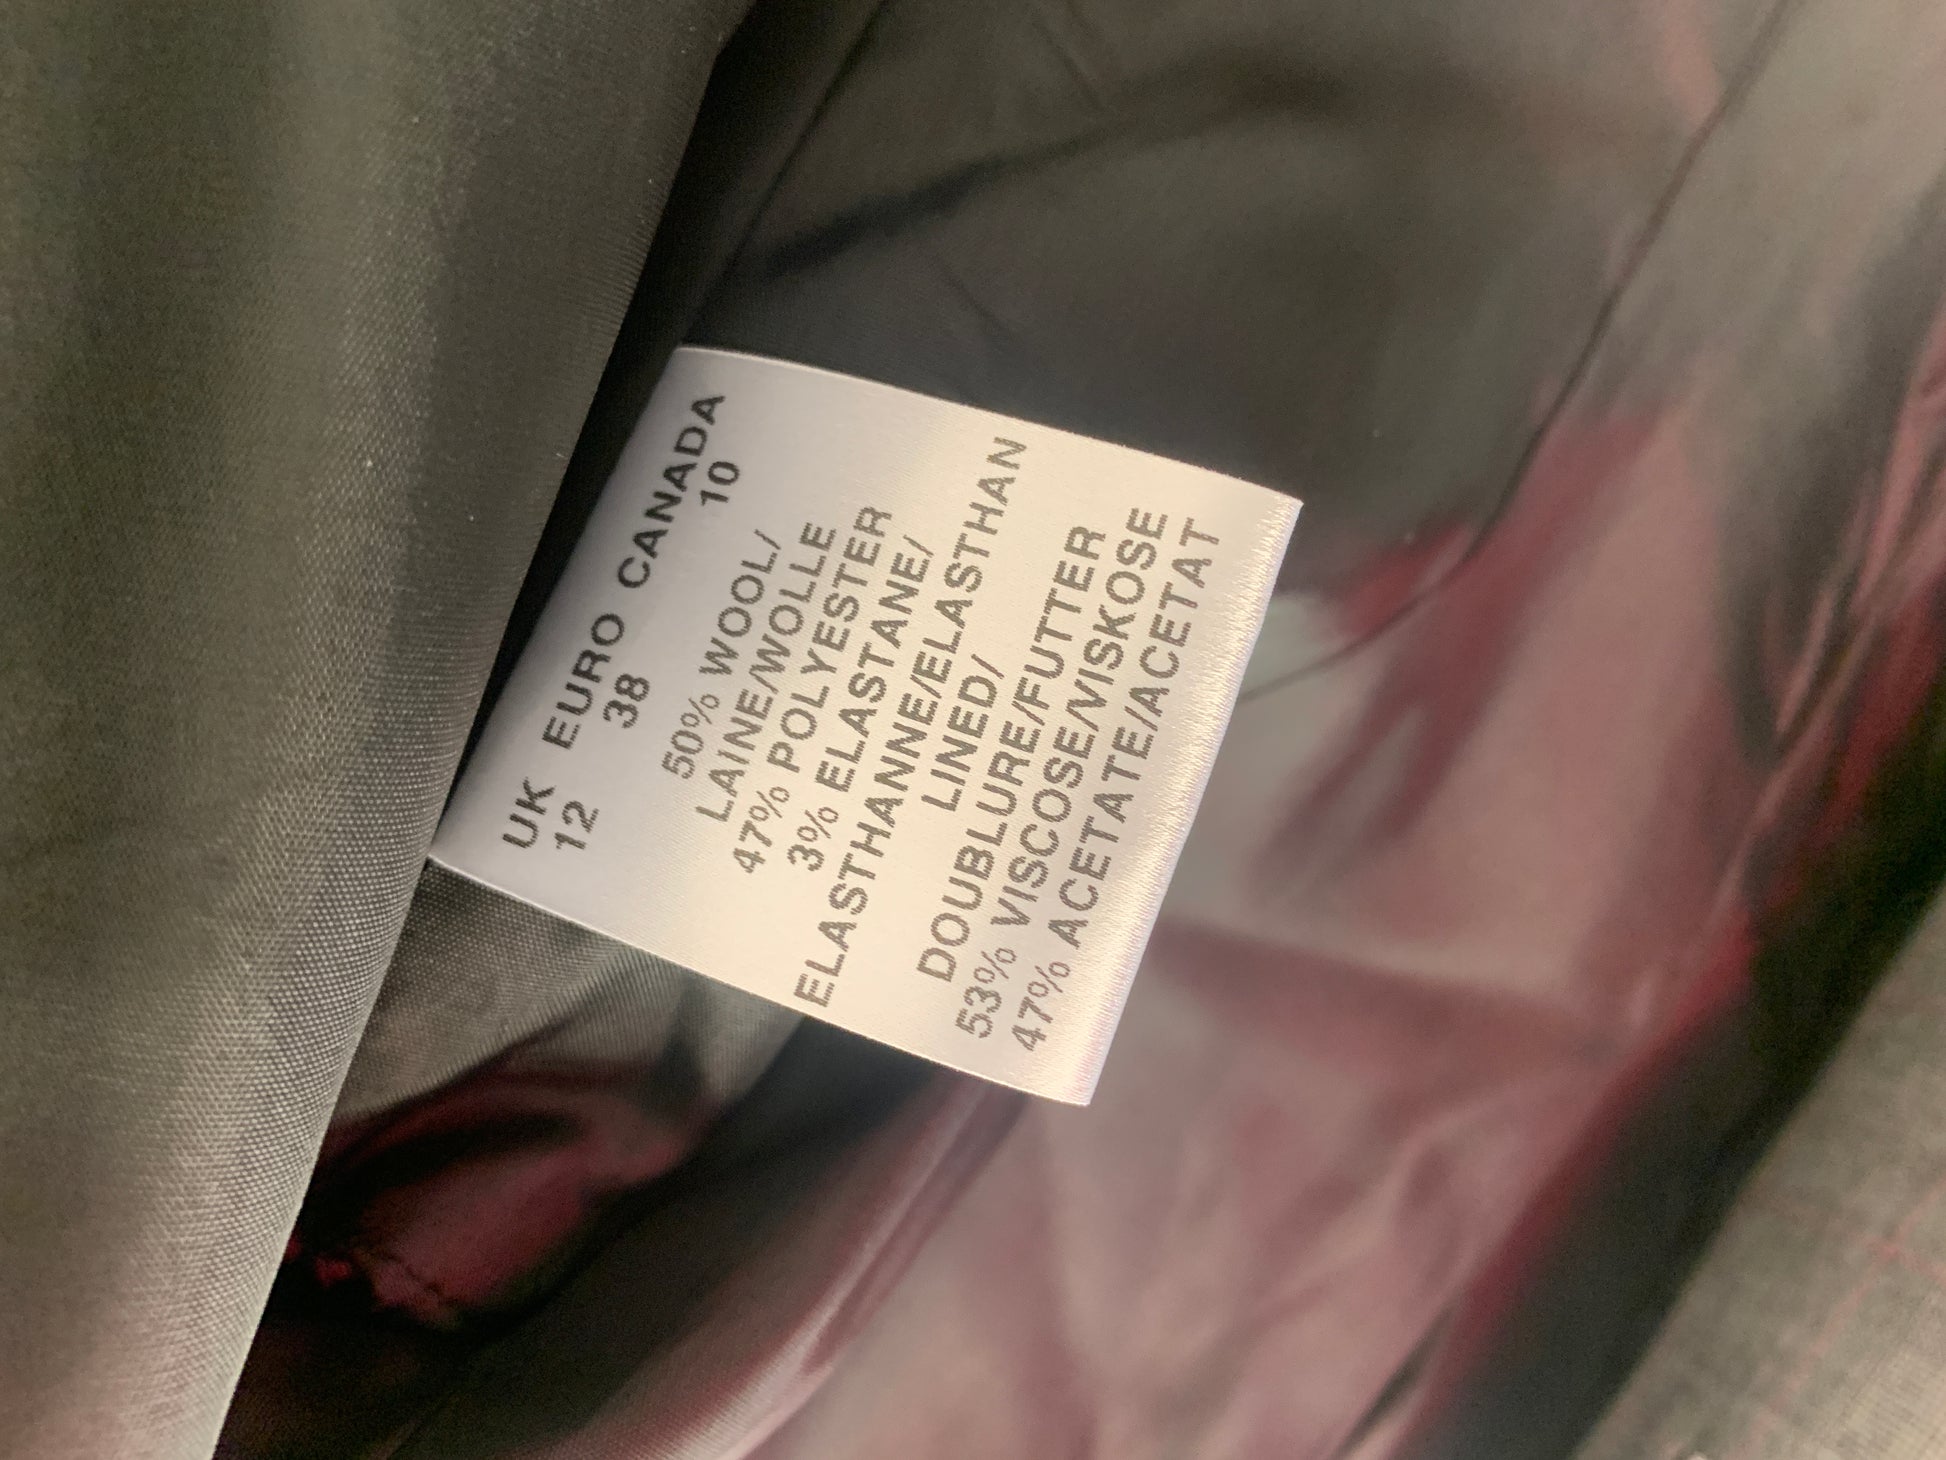 UK EURO CANADA
12 38 10
50% WOOL/
LAINE/WOLLE
47% POLYESTER
3% ELASTANE/
ELASTHANNE/ELASTHAN
LINED/
DOUBLURE/FUTTER
53% VISCOSE/VISKOSE
47% ACETATE/ACETAT